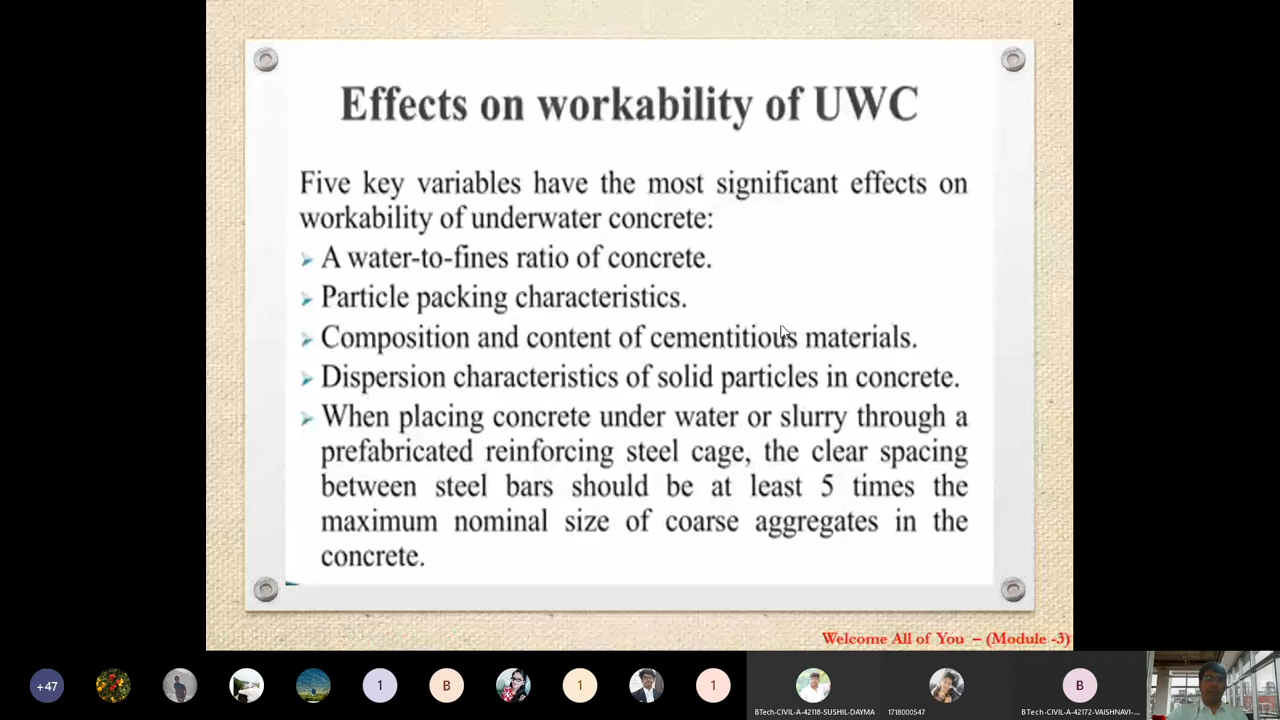 Effects on workability of UWC
Five key variables have the most significant effects on
workability of underwater concrete:
A water-to-fines ratio of concrete.
Particle packing characteristics.
Composition and content of cementitious materials.
Dispersion characteristics of solid particles in concrete.
When placing concrete under water or slurry through a
prefabricated reinforcing steel cage, the clear spacing
between steel bars should be at least 5 times the
maximum nominal size of coarse aggregates in the
concrete.
Welcome All of You – (Module -3)
+47
1
B
1
1
B
BTech-CIVIL-A-42118-SUSHIL-DAYMA
1718000547
BTech-CIVIL-A-42172-VAISHNAVI-...